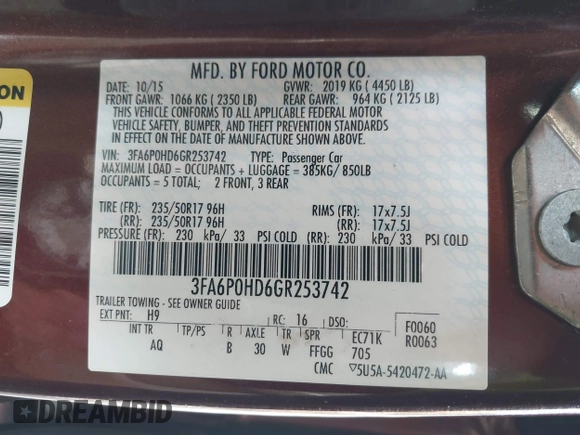 MFD. BY FORD MOTOR CO.
DATE: 10/15 GVWR: 2019 KG ( 4450 LB)
FRONT GAWR: 1066 KG ( 2350 LB) REAR GAWR: 964 KG ( 2125 LB)
THIS VEHICLE CONFORMS TO ALL APPLICABLE FEDERAL MOTOR
VEHICLE SAFETY, BUMPER, AND THEFT PREVENTION STANDARDS
IN EFFECT ON THE DATE OF MANUFACTURE SHOWN ABOVE.
VIN: 3FA6P0HD6GR253742 TYPE: Passenger Car
MAXIMUM LOAD = OCCUPANTS + LUGGAGE = 385KG/ 850LB
OCCUPANTS = 5 TOTAL; 2 FRONT, 3 REAR
TIRE (FR): 235/50R17 96H RIMS (FR): 17x7.5J
(RR): 235/50R17 96H (RR): 17x7.5J
PRESSURE (FR): 230 kPa/ 33 PSI COLD (RR): 230 kPa/ 33 PSI COLD
3FA6P0HD6GR253742
TRAILER TOWING - SEE OWNER GUIDE
EXT PNT: H9 RC: 16 DSO: F0060
INT TR TP/PS R AXLE TR SPR EC71K R0063
AQ B 30 W FFGG 705
CMC 5U5A-5420472-AA
DREAMBID